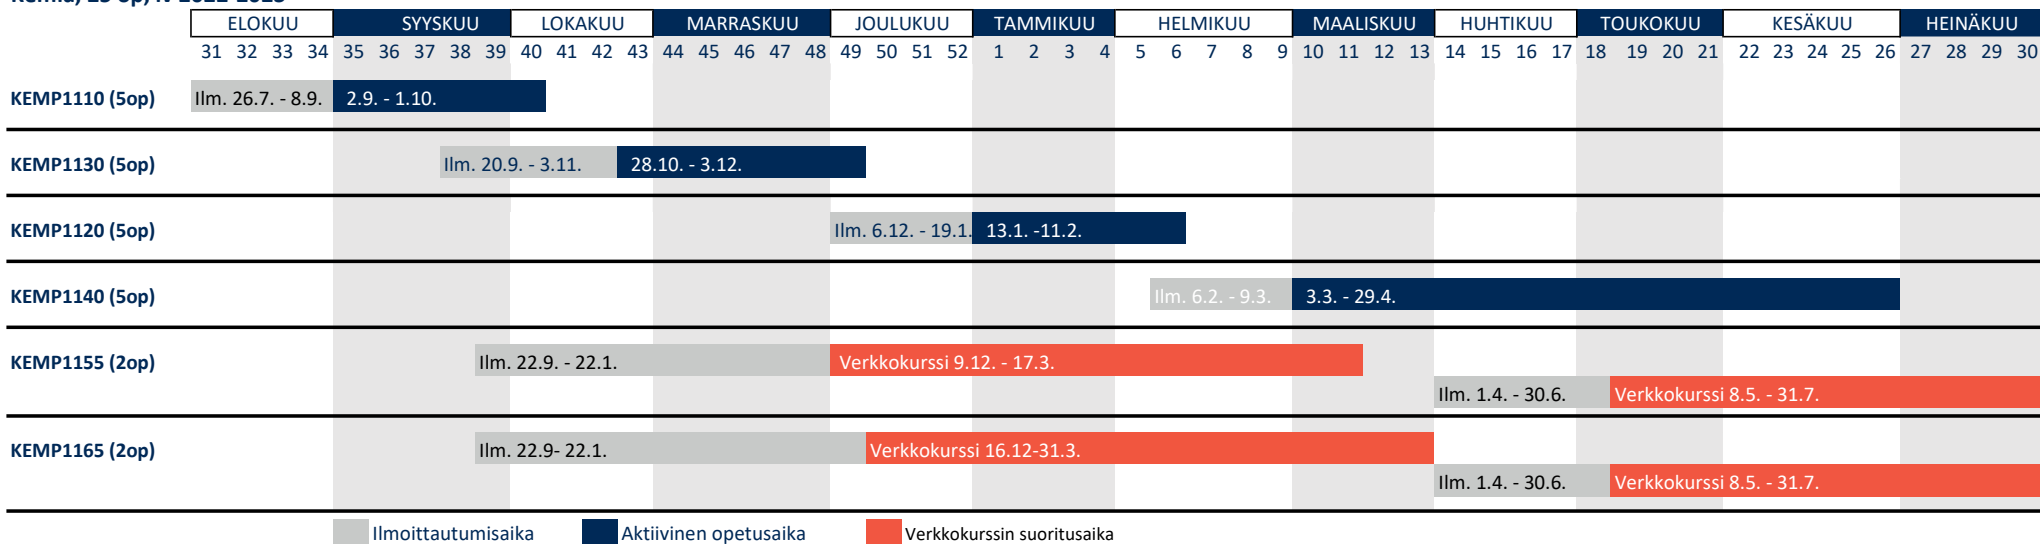 Kemia, 25 op, lv 2022-2023
ELOKUU SYYSKUU LOKAKUU MARRASKUU JOULUKUU TAMMIKUU HELMIKUU MAALISKUU HUHTIKUU TOUKOKUU KESÄKUU HEINÄKUU
31 32 33 34 35 36 37 38 39 40 41 42 43 44 45 46 47 48 49 50 51 52 1 2 3 4 5 6 7 8 9 10 11 12 13 14 15 16 17 18 19 20 21 22 23 24 25 26 27 28 29 30
KEMP1110 (5op) Ilm. 26.7. - 8.9. 2.9. - 1.10.
KEMP1130 (5op) Ilm. 20.9. - 3.11. 28.10. - 3.12.
KEMP1120 (5op) Ilm. 6.12. - 19.1. 13.1. -11.2.
KEMP1140 (5op) Ilm. 6.2. - 9.3. 3.3. - 29.4.
KEMP1155 (2op) Ilm. 22.9. - 22.1. Verkkokurssi 9.12. - 17.3.
Ilm. 1.4. - 30.6. Verkkokurssi 8.5. - 31.7.
KEMP1165 (2op) Ilm. 22.9- 22.1. Verkkokurssi 16.12-31.3.
Ilm. 1.4. - 30.6. Verkkokurssi 8.5. - 31.7.
Ilmoittautumisaika Aktiivinen opetusaika Verkkokurssin suoritusaika